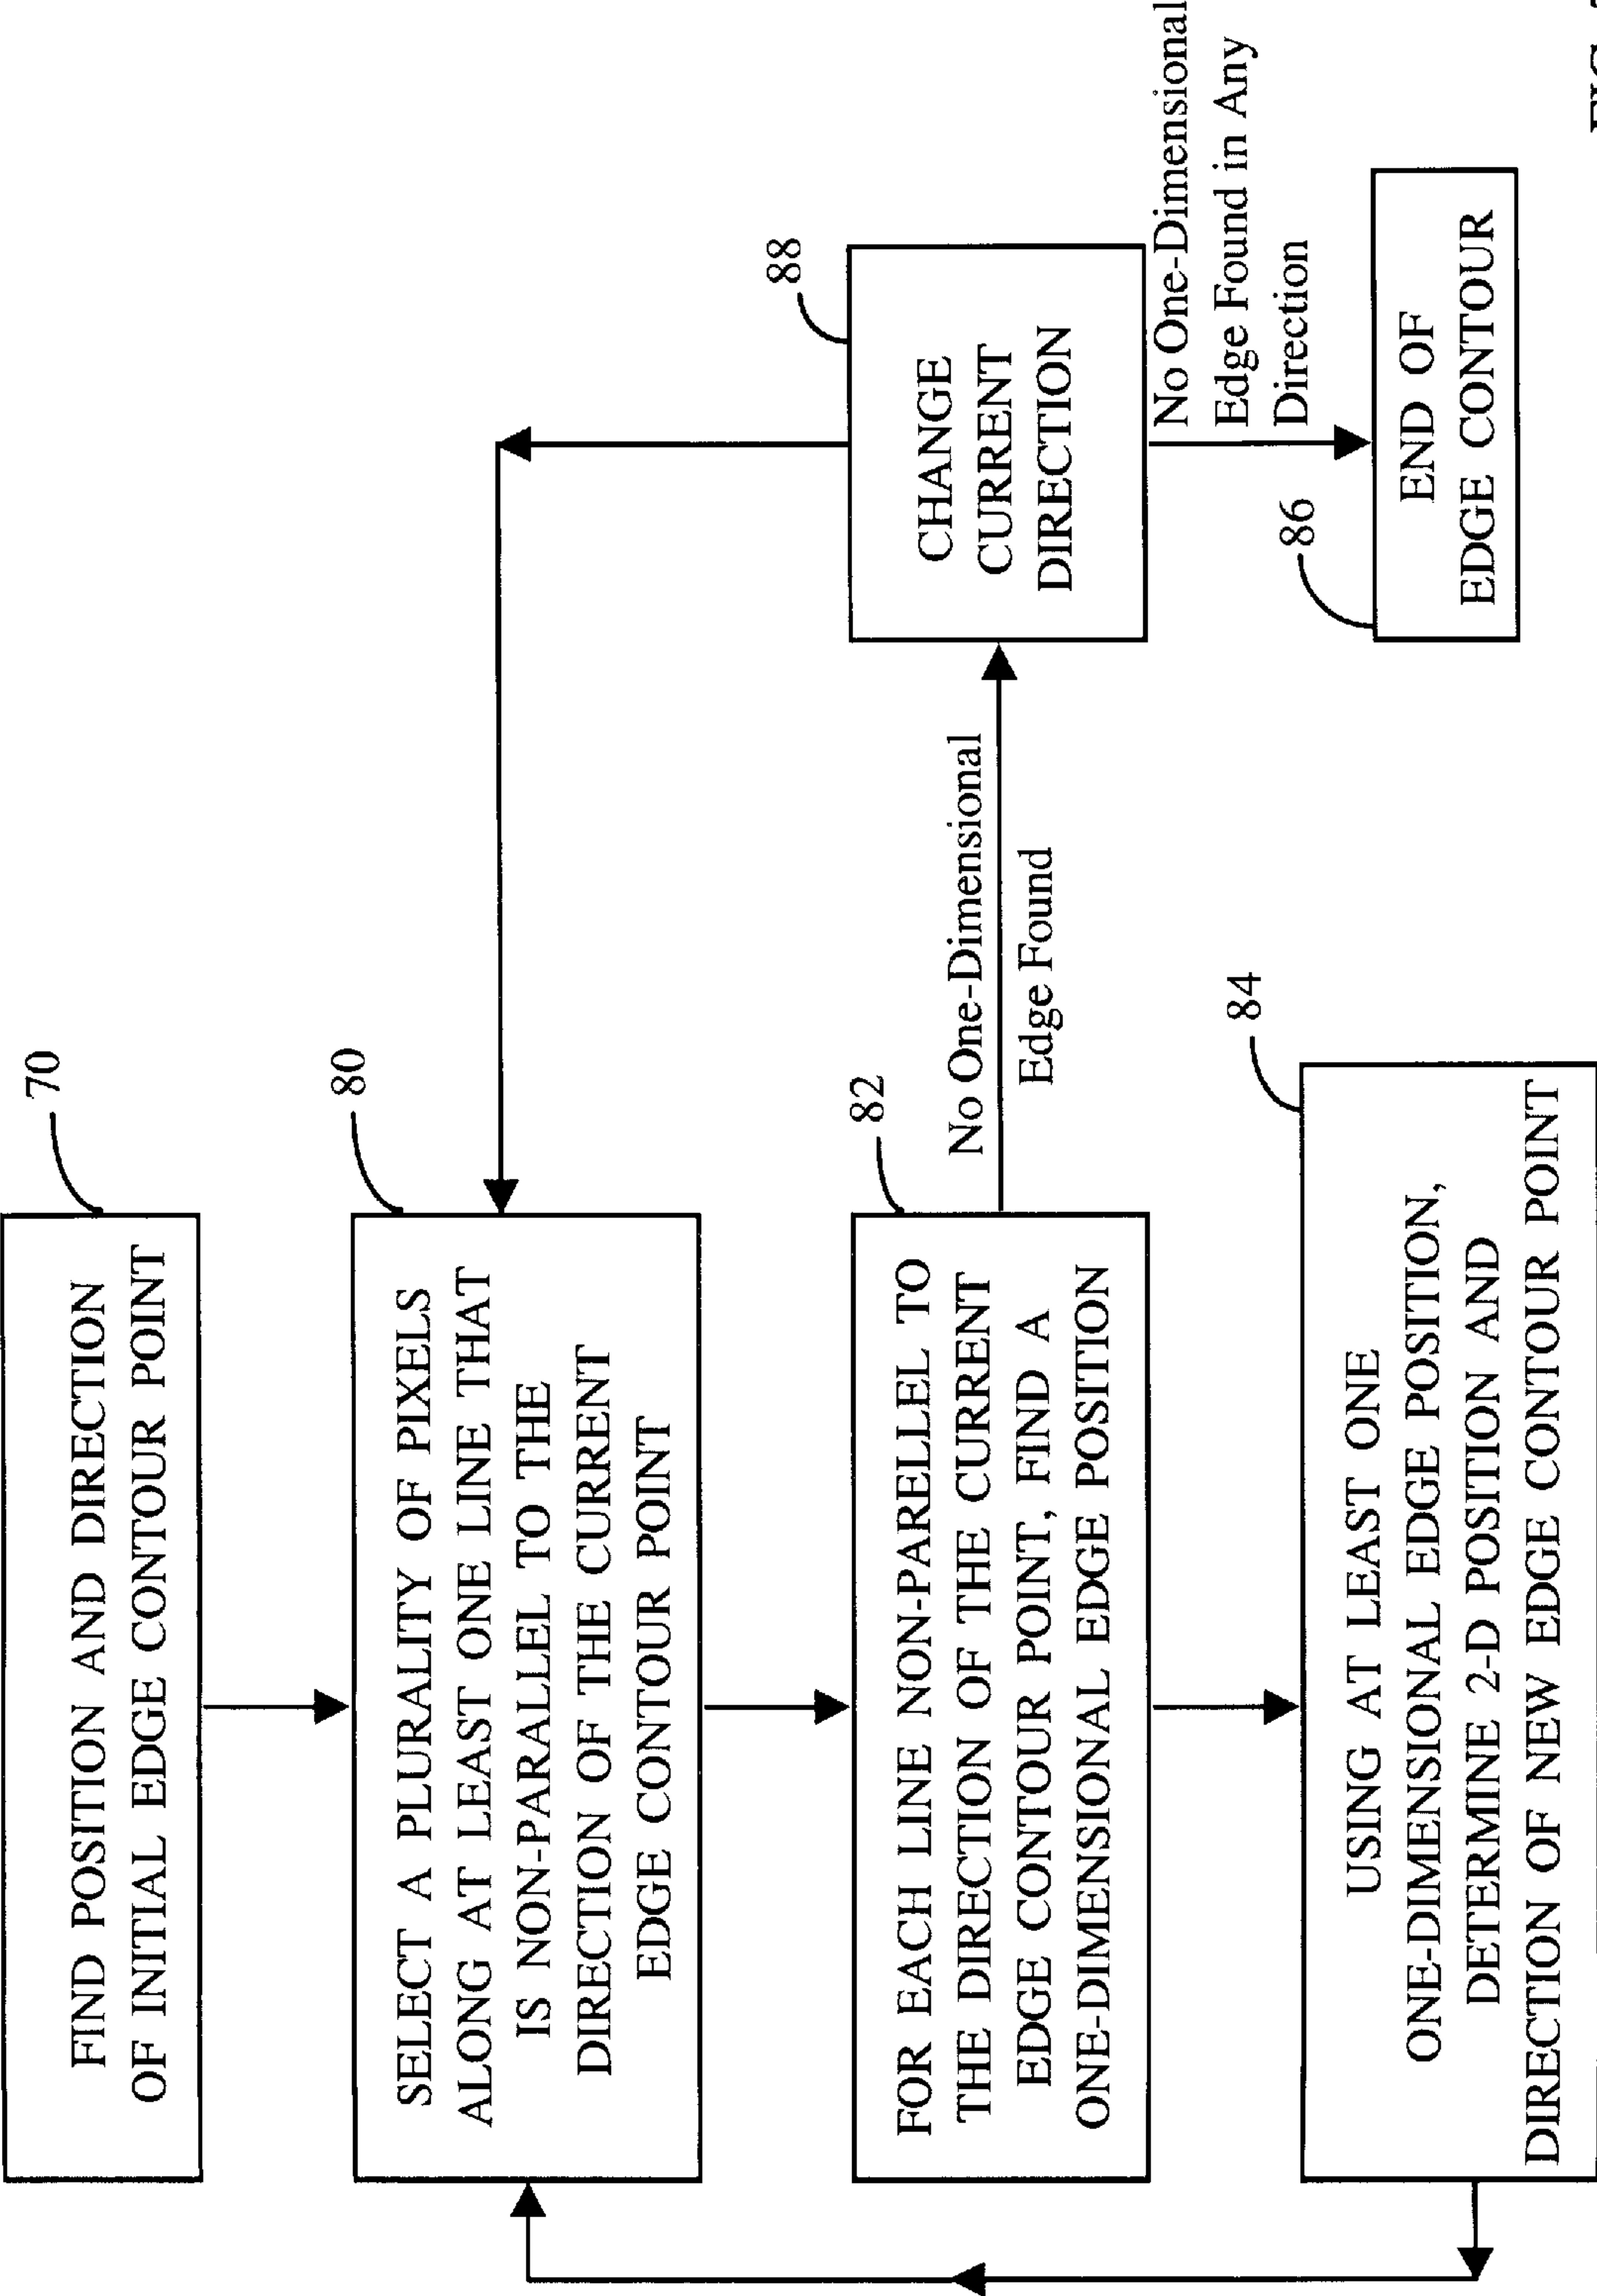 70
FIND POSITION AND DIRECTION
OF INITIAL EDGE CONTOUR POINT
80
SELECT A PLURALITY OF PIXELS
ALONG AT LEAST ONE LINE THAT
IS NON-PARALLEL TO THE
DIRECTION OF THE CURRENT
EDGE CONTOUR POINT
82
FOR EACH LINE NON-PARELLEL TO
THE DIRECTION OF THE CURRENT
EDGE CONTOUR POINT, FIND A
ONE-DIMENSIONAL EDGE POSITION
No One-Dimensional
Edge Found
88
CHANGE
CURRENT
DIRECTION
No One-Dimensional
Edge Found in Any
Direction
86
END OF
EDGE CONTOUR
84
USING AT LEAST ONE
ONE-DIMENSIONAL EDGE POSITION,
DETERMINE 2-D POSITION AND
DIRECTION OF NEW EDGE CONTOUR POINT